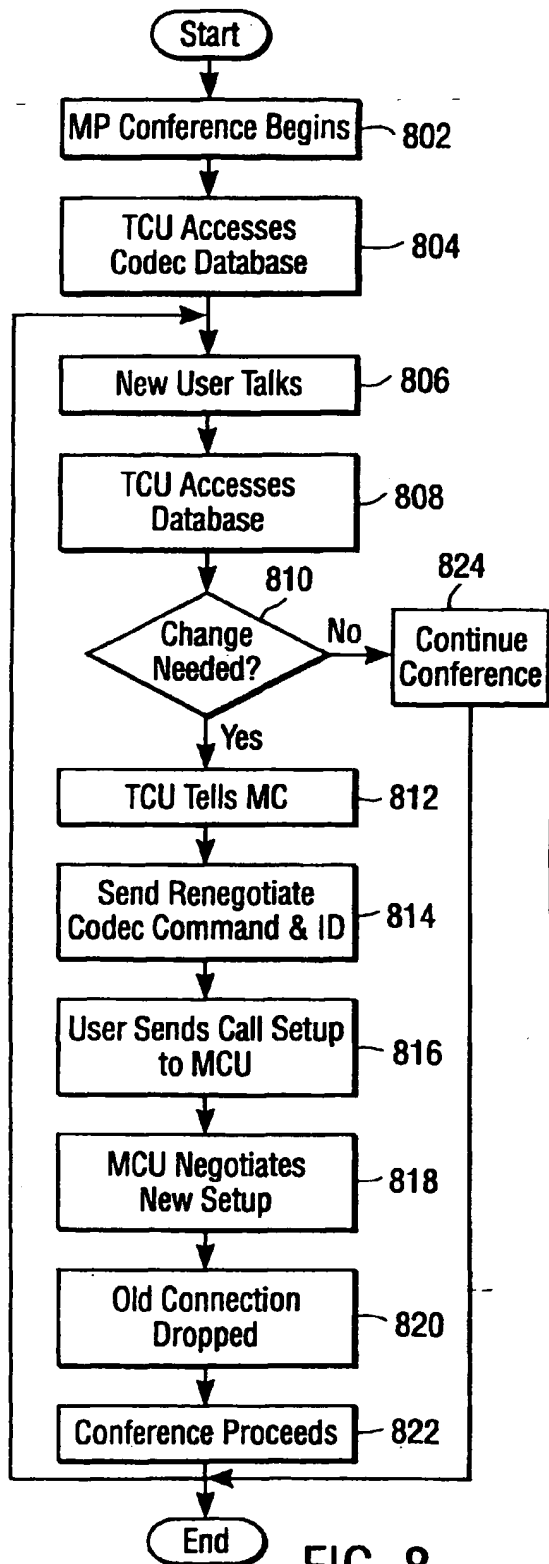 Start
MP Conference Begins
802
TCU Accesses
Codec Database
804
New User Talks
806
TCU Accesses
Database
808
810
Change
Needed?
No
824
Continue
Conference
Yes
TCU Tells MC
812
Send Renegotiate
Codec Command & ID
814
User Sends Call Setup
to MCU
816
MCU Negotiates
New Setup
818
Old Connection
Dropped
820
Conference Proceeds
822
End
FIG. 8